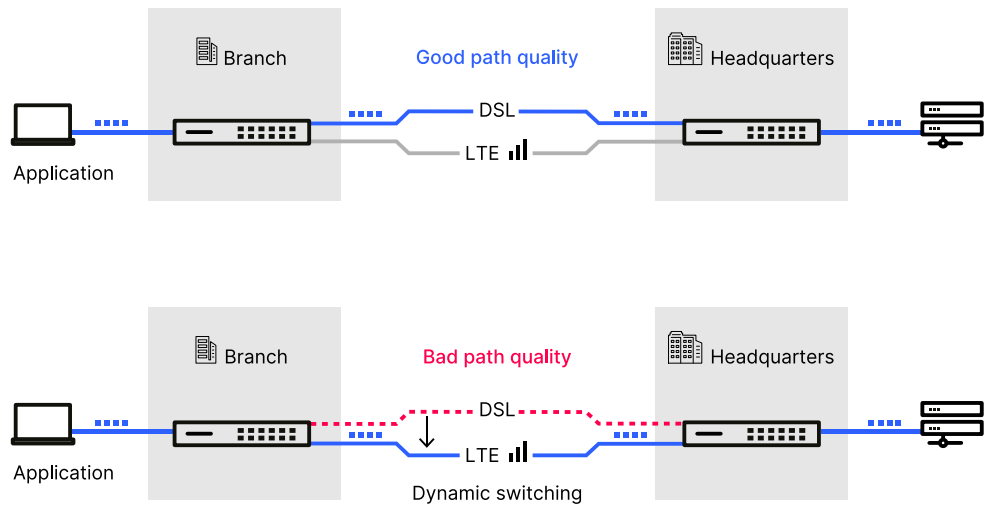 Branch
Good path quality
Headquarters
DSL
LTE
Application
Branch
Bad path quality
Headquarters
DSL
LTE
Application
Dynamic switching